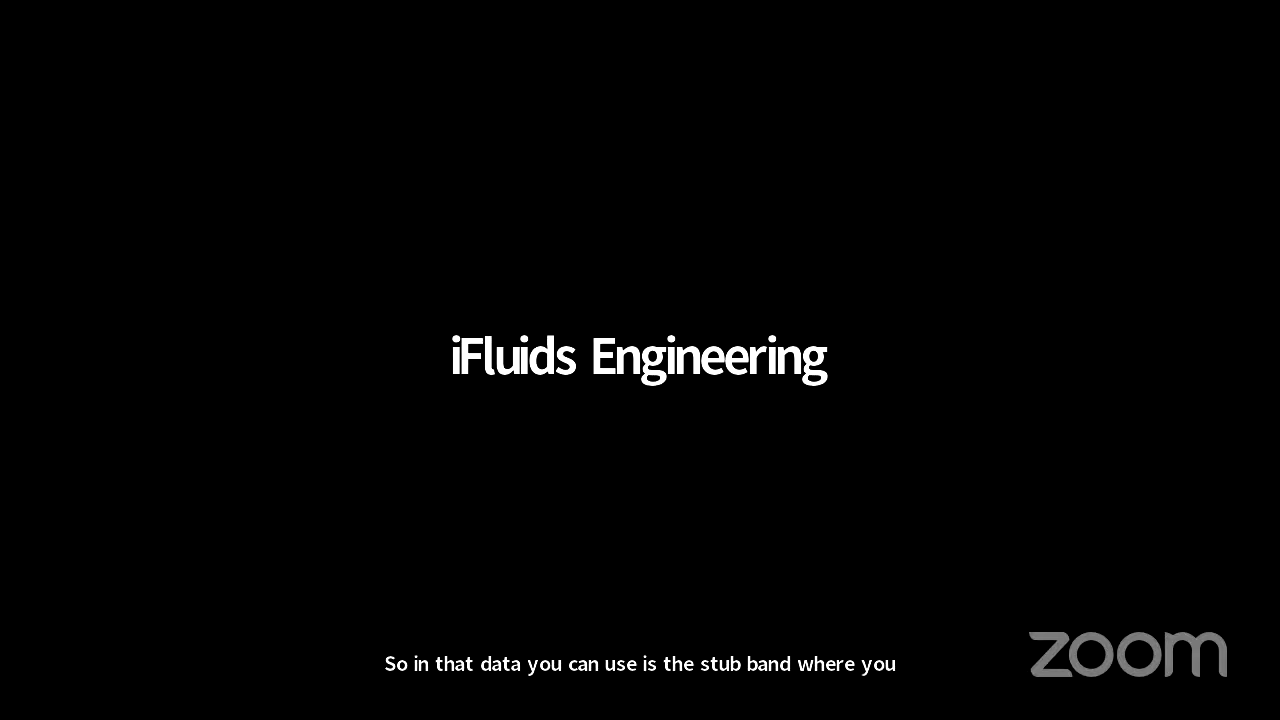 iFluids Engineering
So in that data you can use is the stub band where you
zoom